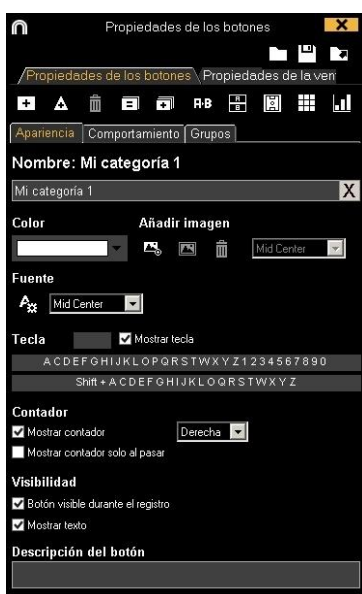 Propiedades de los botones
X
Propiedades de los botones Propiedades de la ven
A·B
Apariencia Comportamiento Grupos
Nombre: Mi categoría 1
Mi categoría 1 X
Color Añadir imagen
Mid Center
Fuente
Mid Center
Tecla Mostrar tecla
A C D E F G H I J K L O P Q R S T W X Y Z 1 2 3 4 5 6 7 8 9 0
Shift + A C D E F G H I J K L O Q R S T W X Y Z
Contador
Mostrar contador Derecha
Mostrar contador solo al pasar
Visibilidad
Botón visible durante el registro
Mostrar texto
Descripción del botón